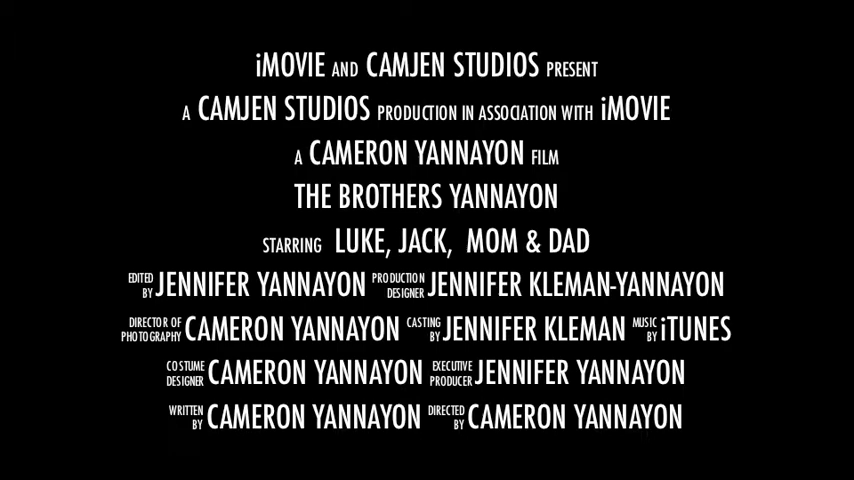 iMOVIE AND CAMJEN STUDIOS PRESENT
A CAMJEN STUDIOS PRODUCTION IN ASSOCIATION WITH iMOVIE
A CAMERON YANNAYON FILM
THE BROTHERS YANNAYON
STARRING LUKE, JACK, MOM & DAD
EDITED BY JENNIFER YANNAYON PRODUCTION DESIGNER JENNIFER KLEMAN-YANNAYON
DIRECTOR OF PHOTOGRAPHY CAMERON YANNAYON CASTING BY JENNIFER KLEMAN MUSIC BY iTUNES
COSTUME DESIGNER CAMERON YANNAYON EXECUTIVE PRODUCER JENNIFER YANNAYON
WRITTEN BY CAMERON YANNAYON DIRECTED BY CAMERON YANNAYON